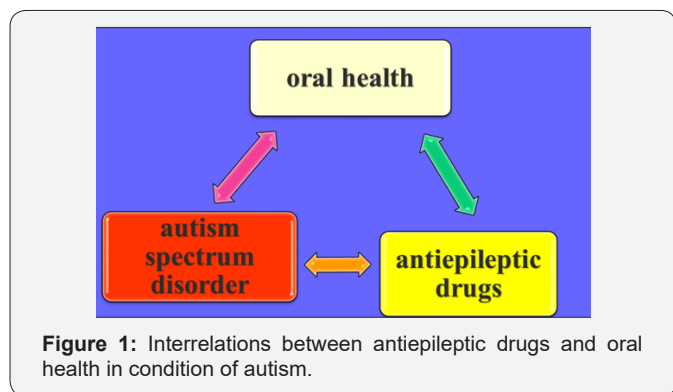 oral health
autism
spectrum
disorder
antiepileptic
drugs
Figure 1: Interrelations between antiepileptic drugs and oral
health in condition of autism.